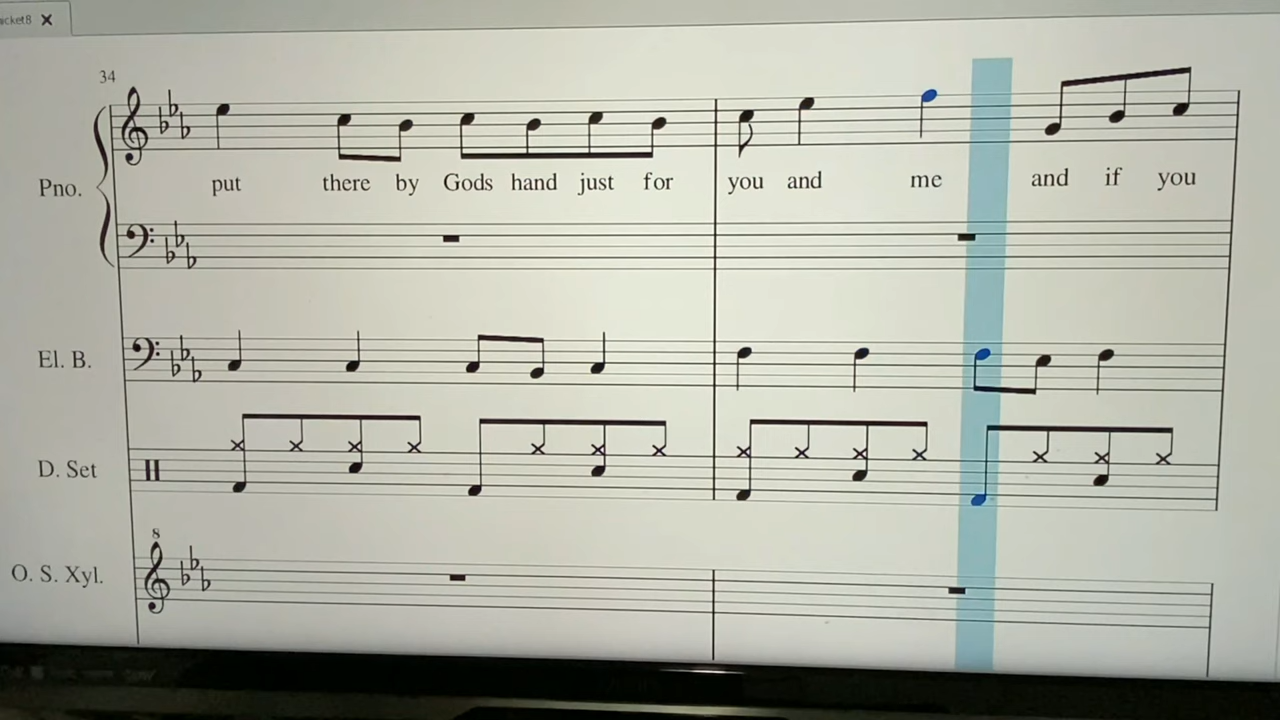 34
Pno.
put there by Gods hand just for you and me and if you
El. B.
D. Set
8
O. S. Xyl.